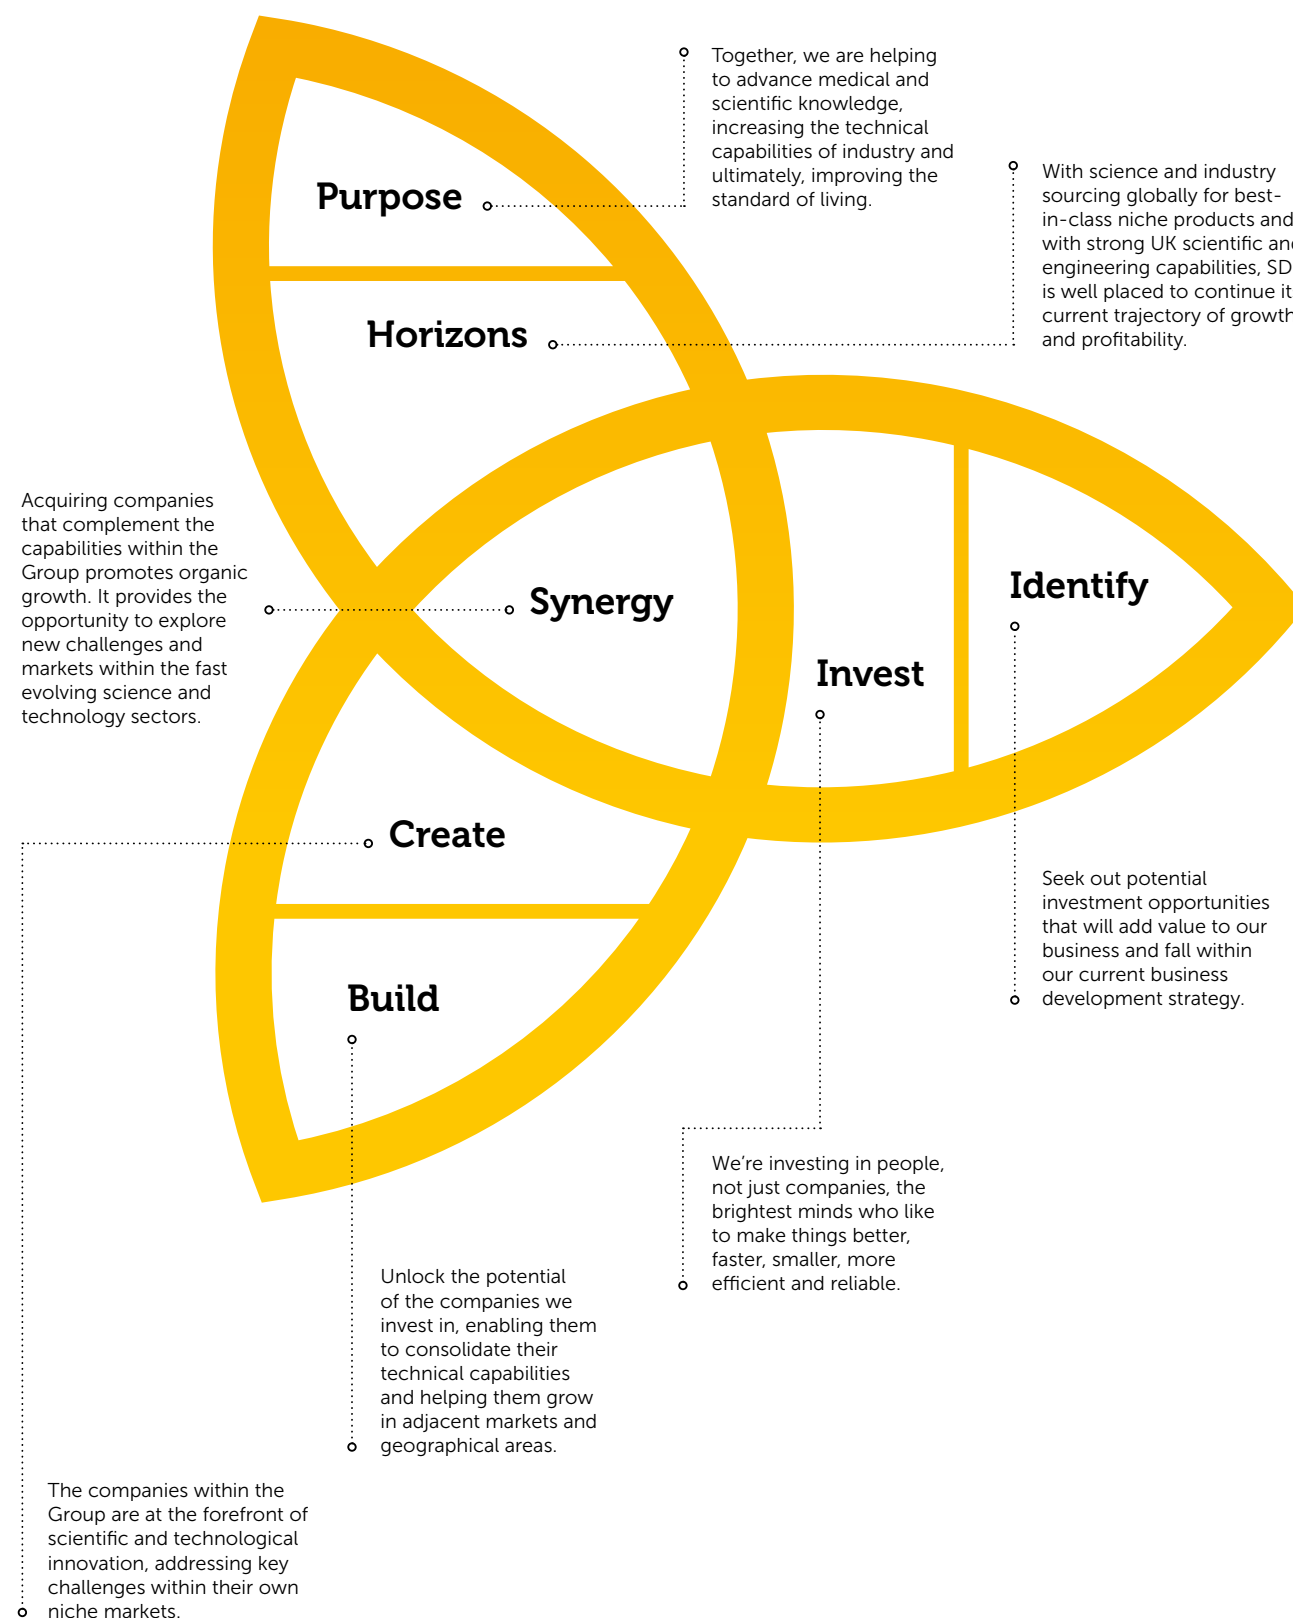 Purpose
Together, we are helping
to advance medical and
scientific knowledge,
increasing the technical
capabilities of industry and
ultimately, improving the
standard of living.
Horizons
With science and industry
sourcing globally for best-
in-class niche products and
with strong UK scientific and
engineering capabilities, SD
is well placed to continue it
current trajectory of growth
and profitability.
Acquiring companies
that complement the
capabilities within the
Group promotes organic
growth. It provides the
opportunity to explore
new challenges and
markets within the fast
evolving science and
technology sectors.
Synergy
Identify
Invest
Create
Seek out potential
investment opportunities
that will add value to our
business and fall within
our current business
development strategy.
Build
We're investing in people,
not just companies, the
brightest minds who like
to make things better,
faster, smaller, more
efficient and reliable.
Unlock the potential
of the companies we
invest in, enabling them
to consolidate their
technical capabilities
and helping them grow
in adjacent markets and
geographical areas.
The companies within the
Group are at the forefront of
scientific and technological
innovation, addressing key
challenges within their own
niche markets.